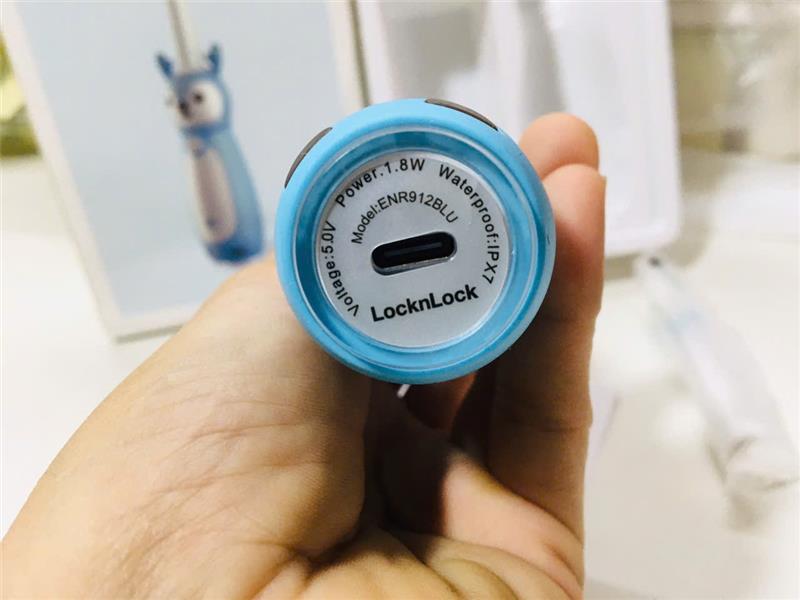 Voltage:5.0V Power.1.8W Waterproof:IPX7
Model:ENR912BLU
LocknLock